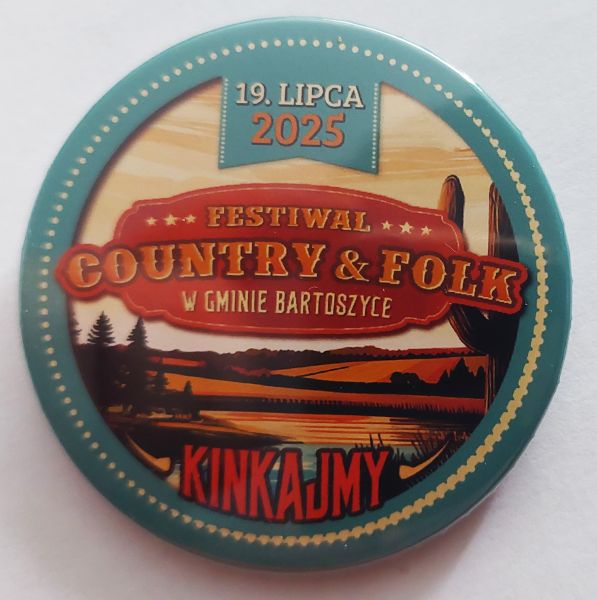 19. LIPCA
2025
FESTIWAL
COUNTRY & FOLK
W GMINIE BARTOSZYCE
KINKAJMY